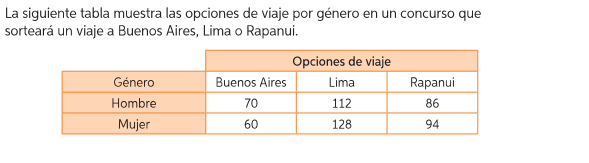 La siguiente tabla muestra las opciones de viaje por género en un concurso que
sorteará un viaje a Buenos Aires, Lima o Rapanui.
Opciones de viaje
Género Buenos Aires Lima Rapanui
Hombre 70 112 86
Mujer 60 128 94